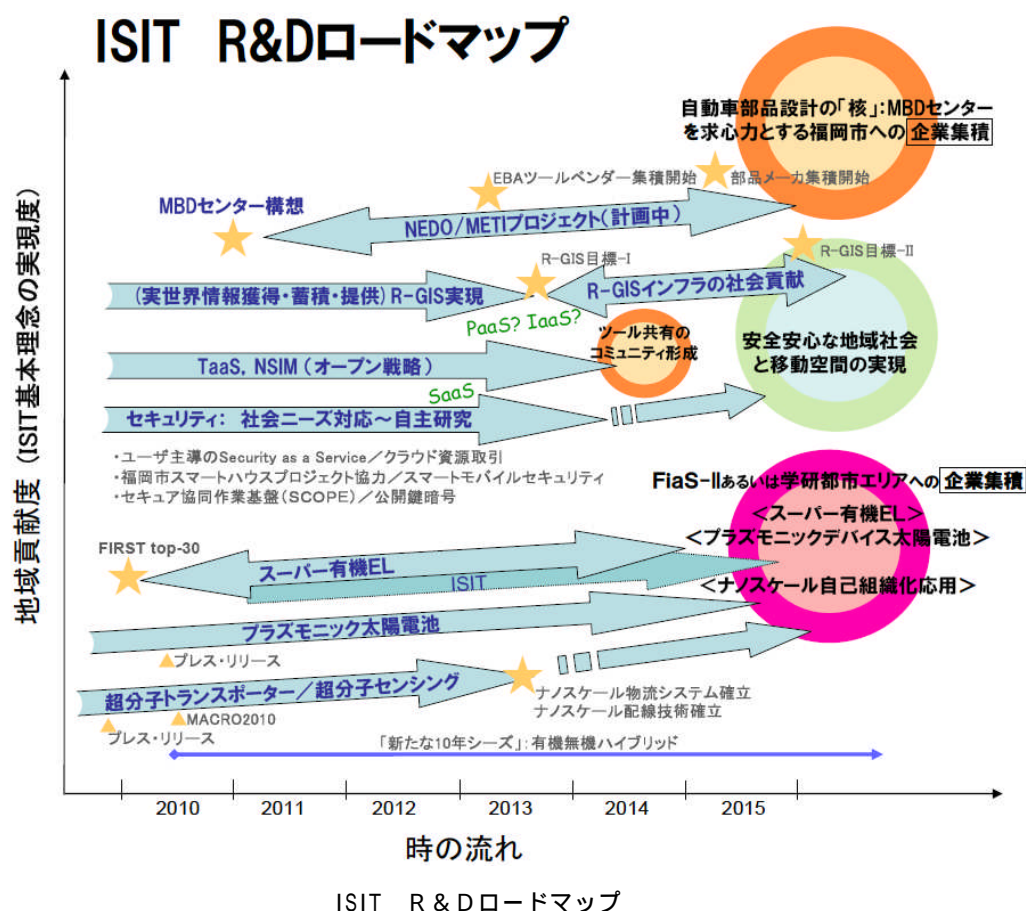 ISIT R&Dロードマップ
地域貢献度 (ISIT基本理念の実現度)
自動車部品設計の「核」:MBDセンター
を求心力とする福岡市への 企業集積
EBAツールベンダー集積開始
部品メーカ集積開始
MBDセンター構想
NEDO/METIプロジェクト(計画中)
R-GIS目標-I
R-GIS目標-II
(実世界情報獲得・蓄積・提供) R-GIS実現
R-GISインフラの社会貢献
PaaS? IaaS?
ツール共有の
コミュニティ形成
安全安心な地域社会
と移動空間の実現
TaaS, NSIM (オープン戦略)
SaaS
セキュリティ: 社会ニーズ対応～自主研究
・ユーザ主導のSecurity as a Service/クラウド資源取引
・福岡市スマートハウスプロジェクト協力/スマートモバイルセキュリティ
・セキュア協同作業基盤(SCOPE)/公開鍵暗号
FiaS-IIあるいは学研都市エリアへの 企業集積
<スーパー有機EL>
<プラズモニックデバイス太陽電池>
<ナノスケール自己組織化応用>
FIRST top-30
スーパー有機EL
ISIT
プラズモニック太陽電池
プレス・リリース
超分子トランスポーター/超分子センシング
ナノスケール物流システム確立
ナノスケール配線技術確立
MACRO2010
プレス・リリース
「新たな10年シーズ」:有機無機ハイブリッド
2010 2011 2012 2013 2014 2015
時の流れ
ISIT R&Dロードマップ